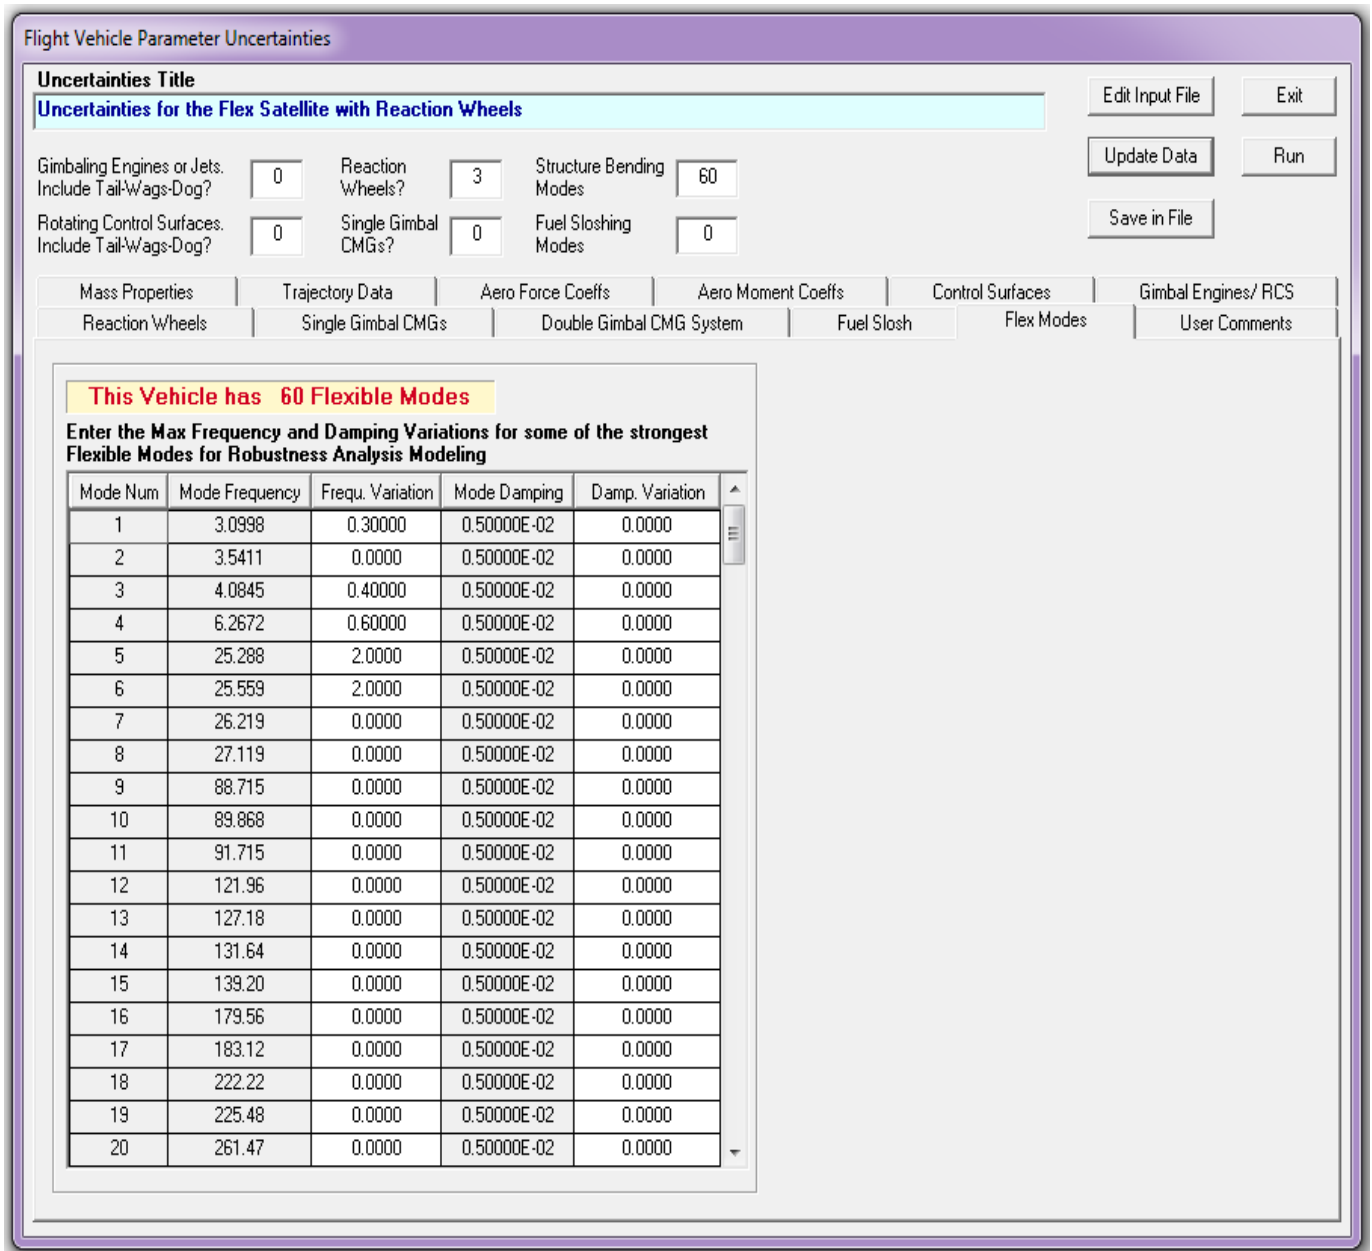 Flight Vehicle Parameter Uncertainties
Uncertainties Title
Uncertainties for the Flex Satellite with Reaction Wheels
Edit Input File Exit
Update Data Run
Save in File
Gimbaling Engines or Jets. Include Tail-Wags-Dog? 0 Reaction Wheels? 3 Structure Bending Modes 60
Rotating Control Surfaces. Include Tail-Wags-Dog? 0 Single Gimbal CMGs? 0 Fuel Sloshing Modes 0
Mass Properties Trajectory Data Aero Force Coeffs Aero Moment Coeffs Control Surfaces Gimbal Engines/ RCS
Reaction Wheels Single Gimbal CMGs Double Gimbal CMG System Fuel Slosh Flex Modes User Comments
This Vehicle has 60 Flexible Modes
Enter the Max Frequency and Damping Variations for some of the strongest
Flexible Modes for Robustness Analysis Modeling
Mode Num Mode Frequency Frequ. Variation Mode Damping Damp. Variation
1 3.0998 0.30000 0.50000E-02 0.0000
2 3.5411 0.0000 0.50000E-02 0.0000
3 4.0845 0.40000 0.50000E-02 0.0000
4 6.2672 0.60000 0.50000E-02 0.0000
5 25.288 2.0000 0.50000E-02 0.0000
6 25.559 2.0000 0.50000E-02 0.0000
7 26.219 0.0000 0.50000E-02 0.0000
8 27.119 0.0000 0.50000E-02 0.0000
9 88.715 0.0000 0.50000E-02 0.0000
10 89.868 0.0000 0.50000E-02 0.0000
11 91.715 0.0000 0.50000E-02 0.0000
12 121.96 0.0000 0.50000E-02 0.0000
13 127.18 0.0000 0.50000E-02 0.0000
14 131.64 0.0000 0.50000E-02 0.0000
15 139.20 0.0000 0.50000E-02 0.0000
16 179.56 0.0000 0.50000E-02 0.0000
17 183.12 0.0000 0.50000E-02 0.0000
18 222.22 0.0000 0.50000E-02 0.0000
19 225.48 0.0000 0.50000E-02 0.0000
20 261.47 0.0000 0.50000E-02 0.0000